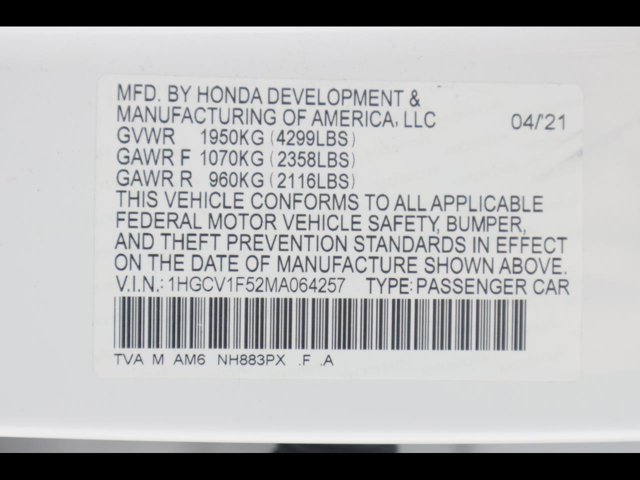 MFD. BY HONDA DEVELOPMENT &
MANUFACTURING OF AMERICA, LLC 04/'21
GVWR 1950KG (4299LBS)
GAWR F 1070KG (2358LBS)
GAWR R 960KG (2116LBS)
THIS VEHICLE CONFORMS TO ALL APPLICABLE
FEDERAL MOTOR VEHICLE SAFETY, BUMPER,
AND THEFT PREVENTION STANDARDS IN EFFECT
ON THE DATE OF MANUFACTURE SHOWN ABOVE.
V.I.N.: 1HGCV1F52MA064257 TYPE: PASSENGER CAR
TVA M AM6 NH883PX .F .A